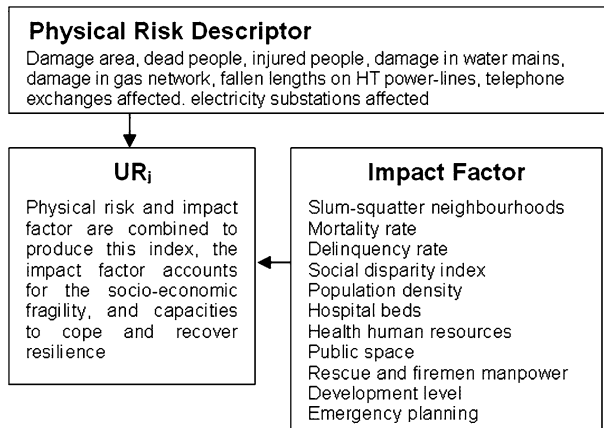 Physical Risk Descriptor
Damage area, dead people, injured people, damage in water mains,
damage in gas network, fallen lengths on HT power-lines, telephone
exchanges affected. electricity substations affected
URj
Physical risk and impact
factor are combined to
produce this index, the
impact factor accounts
for the socio-economic
fragility, and capacities
to cope and recover
resilience
Impact Factor
Slum-squatter neighbourhoods
Mortality rate
Delinquency rate
Social disparity index
Population density
Hospital beds
Health human resources
Public space
Rescue and firemen manpower
Development level
Emergency planning